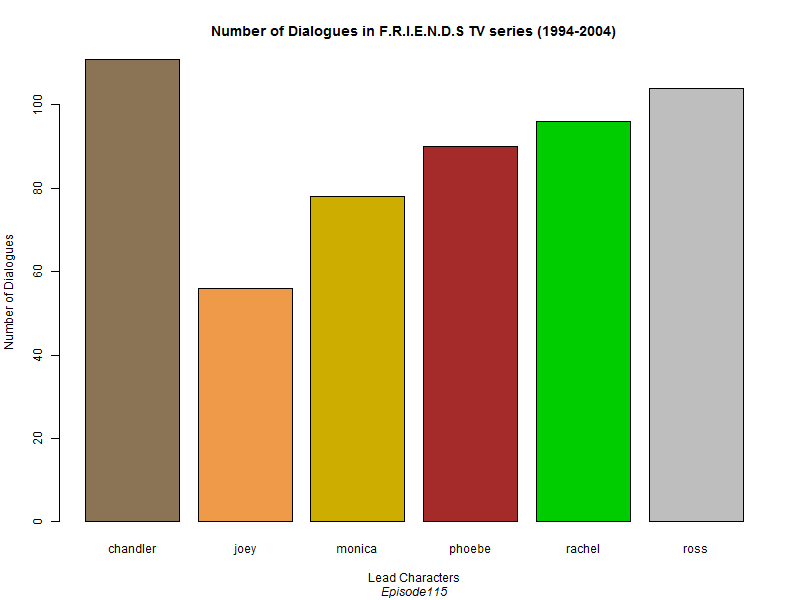 Number of Dialogues in F.R.I.E.N.D.S TV series (1994-2004)
Number of Dialogues
100
80
60
40
20
0
chandler joey monica phoebe rachel ross
Lead Characters
Episode115